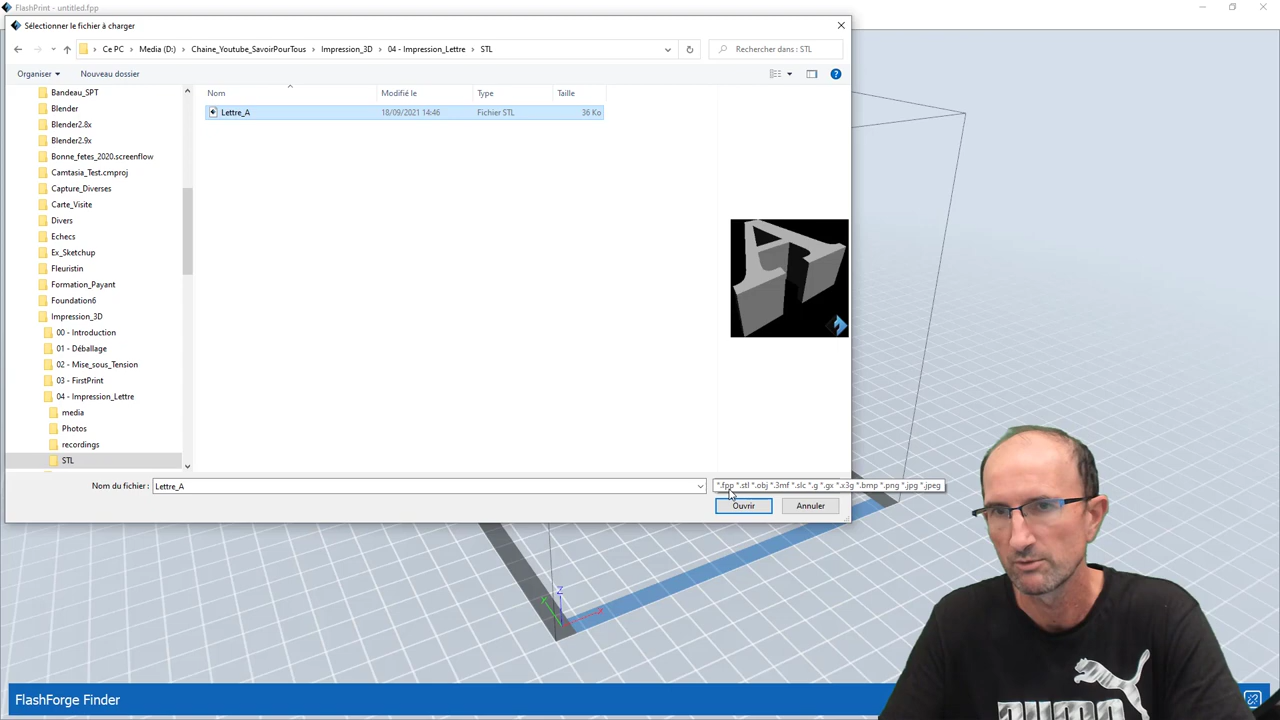 FlashPrint - untitled.fpp
Sélectionner le fichier à charger
Ce PC > Media (D:) > Chaine_Youtube_SavoirPourTous > Impression_3D > 04 - Impression_Lettre > STL
Rechercher dans : STL
Organiser
Nouveau dossier
Nom Modifié le Type Taille
Lettre_A 18/09/2021 14:46 Fichier STL 36 Ko
Bandeau_SPT
Blender
Blender2.8x
Blender2.9x
Bonne_fetes_2020.screenflow
Camtasia_Test.cmproj
Capture_Diverses
Carte_Visite
Divers
Echecs
Ex_Sketchup
Fleuristin
Formation_Payant
Foundation6
Impression_3D
00 - Introduction
01 - Déballage
02 - Mise_sous_Tension
03 - FirstPrint
04 - Impression_Lettre
media
Photos
recordings
STL
Nom du fichier : Lettre_A
*.fpp *.stl *.obj *.3mf *.slc *.g *.gx *.x3g *.bmp *.png *.jpg *.jpeg
Ouvrir Annuler
Z
Y
X
FlashForge Finder
PUMA